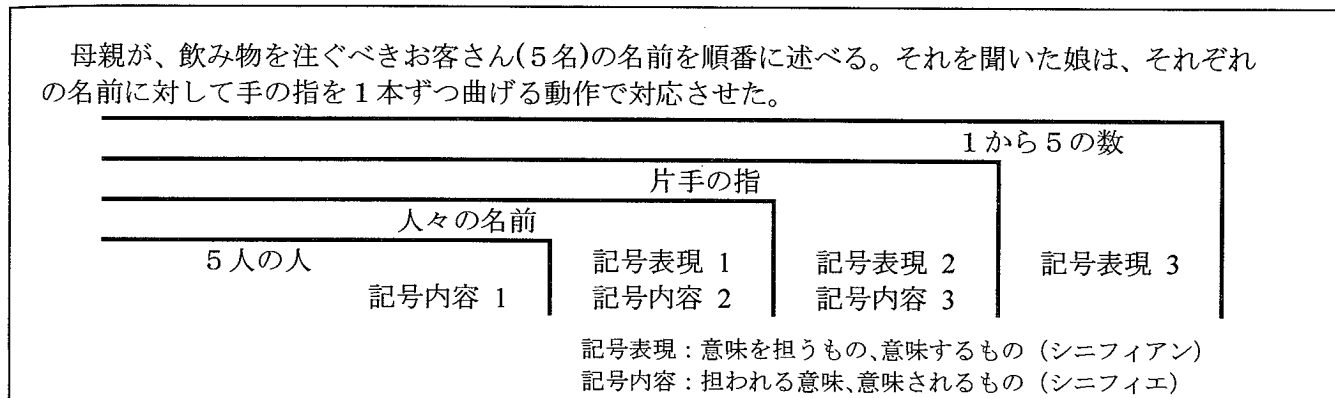 母親が、飲み物を注ぐべきお客さん(5名)の名前を順番に述べる。それを聞いた娘は、それぞれ
の名前に対して手の指を1本ずつ曲げる動作で対応させた。
1から5の数
片手の指
人々の名前
5人の人 記号表現 1 記号表現 2 記号表現 3
記号内容 1 記号内容 2 記号内容 3
記号表現：意味を担うもの、意味するもの（シニフィアン）
記号内容：担われる意味、意味されるもの（シニフィエ）